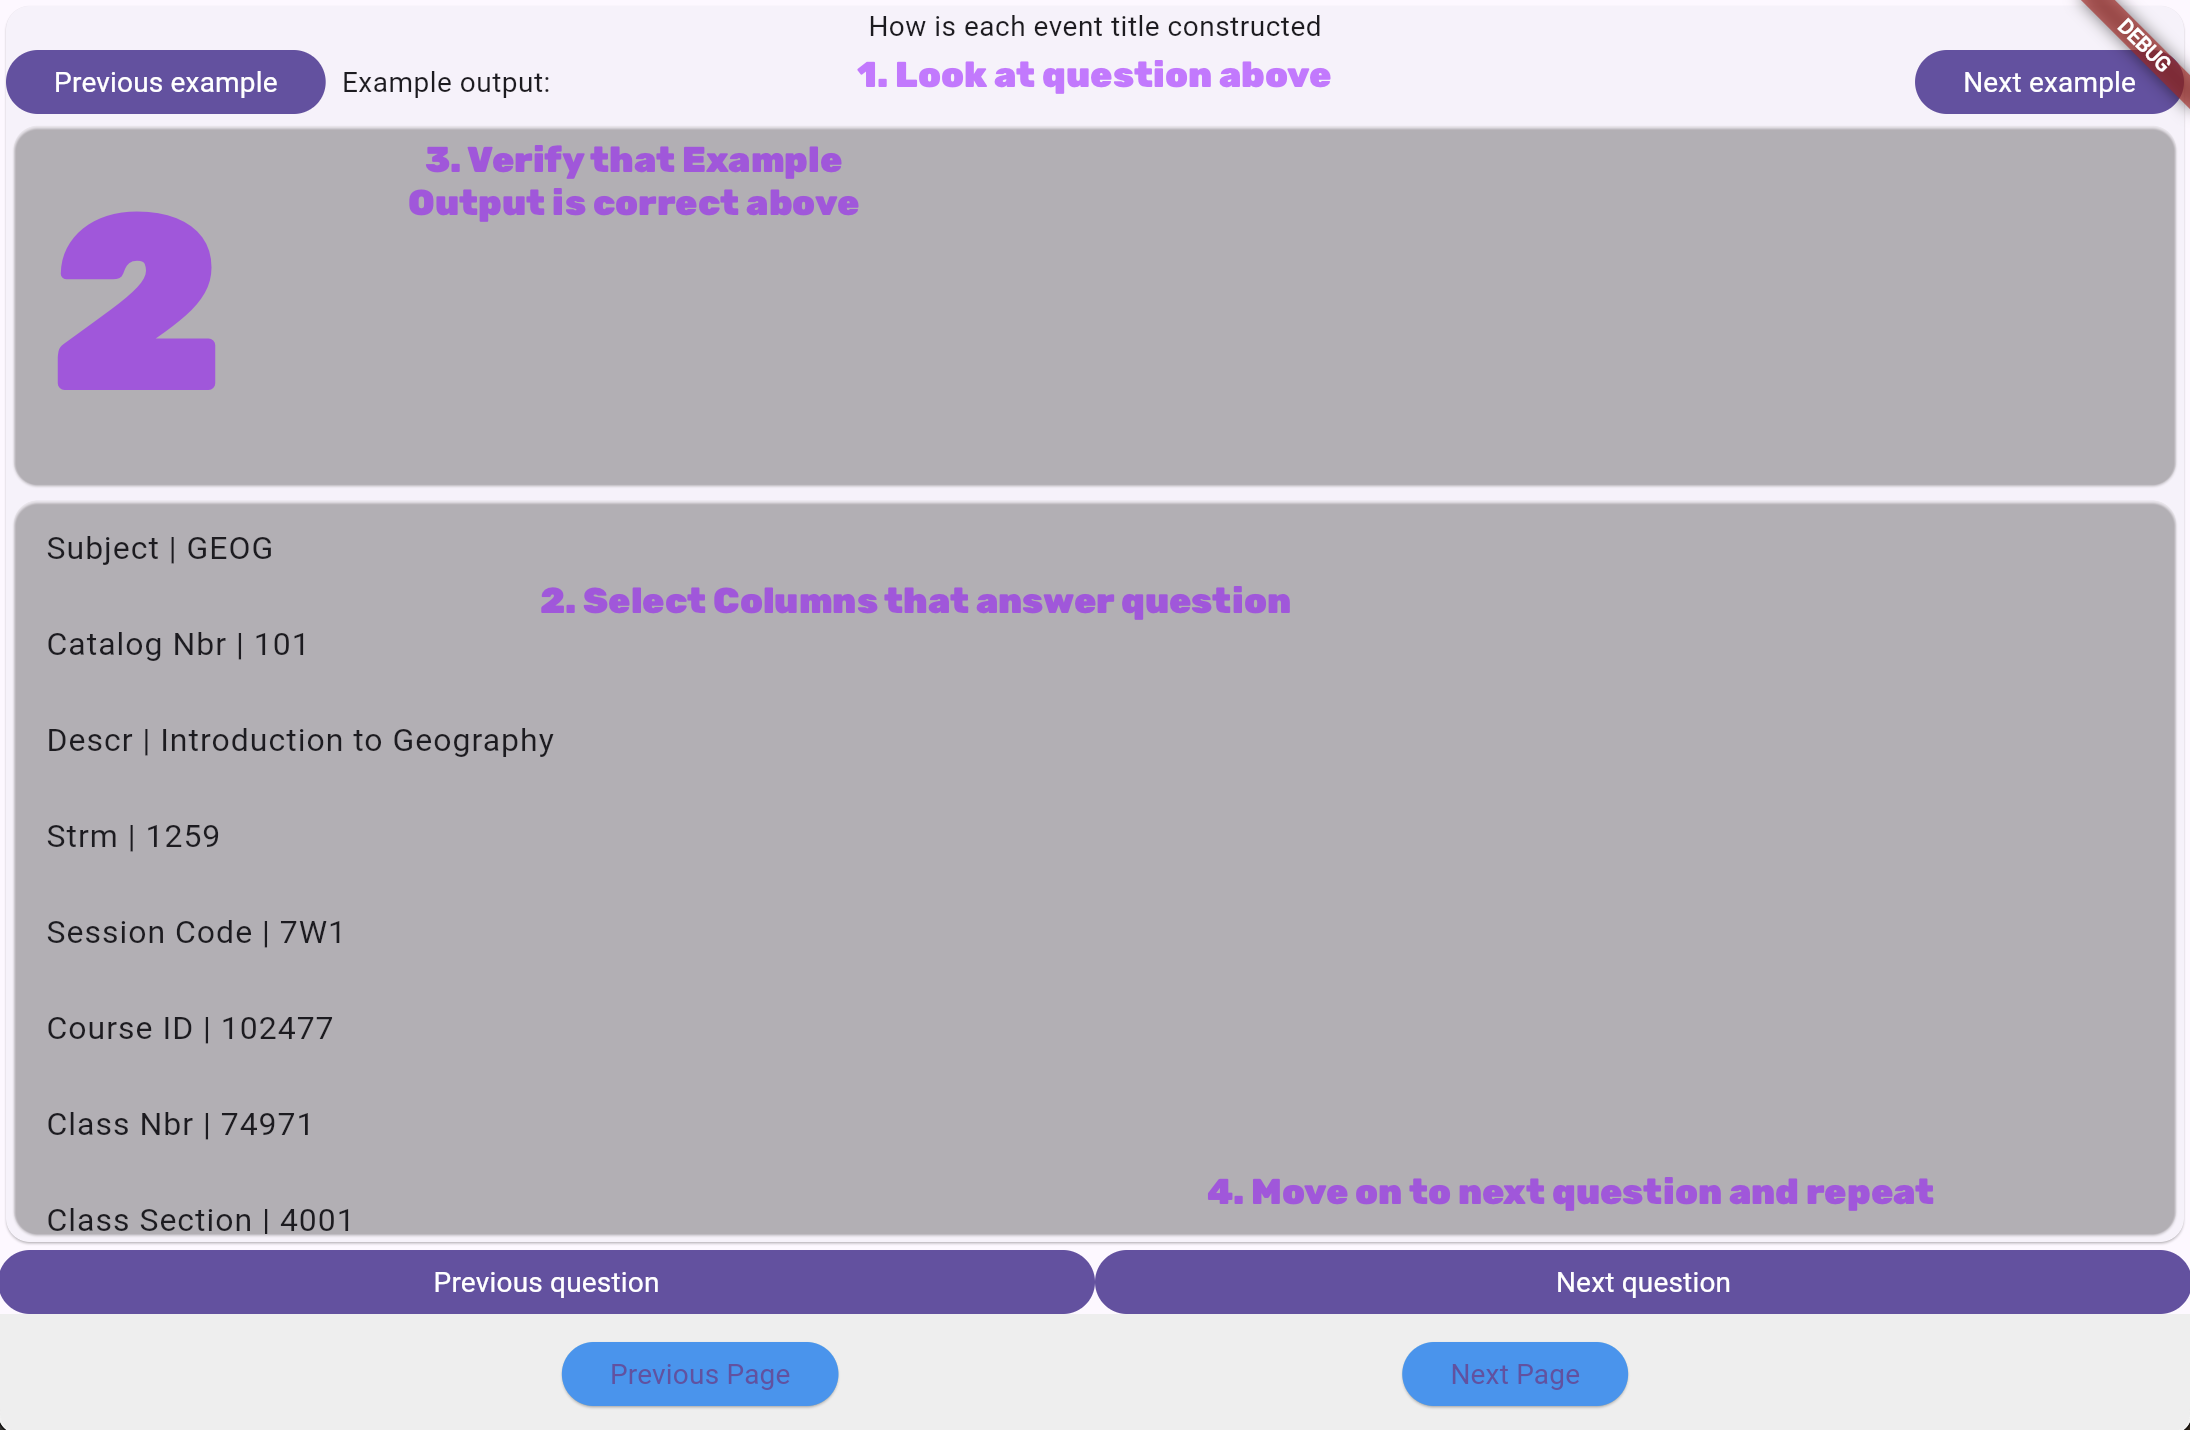 How is each event title constructed
DEBUG
Previous example
Example output:
1. Look at question above
Next example
3. Verify that Example
Output is correct above
2
Subject | GEOG
2. Select Columns that answer question
Catalog Nbr | 101
Descr | Introduction to Geography
Strm | 1259
Session Code | 7W1
Course ID | 102477
Class Nbr | 74971
4. Move on to next question and repeat
Class Section | 4001
Previous question
Next question
Previous Page
Next Page